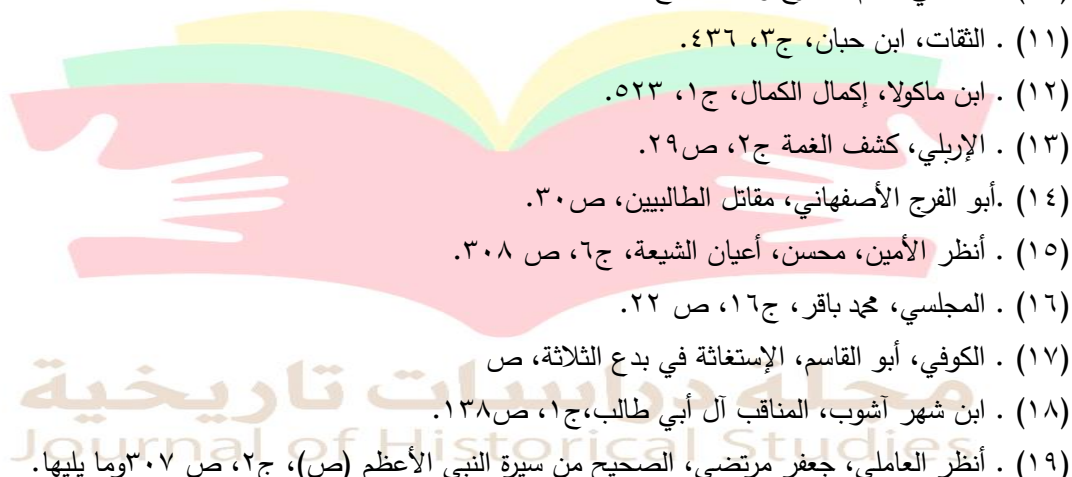 (١١) . الثقات، ابن حبان، ج٣، ٤٣٦.
(١٢) . ابن ماكولا، إكمال الكمال، ج١، ٥٢٣.
(١٣) . الإربلي، كشف الغمة ج٢، ص٢٩.
(١٤) .أبو الفرج الأصفهاني، مقاتل الطالبيين، ص٣٠.
(١٥) . أنظر الأمين، محسن، أعيان الشيعة، ج٦، ص ٣٠٨.
(١٦) . المجلسي، محمد باقر، ج١٦، ص ٢٢.
(١٧) . الكوفي، أبو القاسم، الإستغاثة في بدع الثلاثة، ص
مجلة دراسات تاريخية
(١٨) . ابن شهر آشوب، المناقب آل أبي طالب،ج١، ص١٣٨.
Journal of Historical Studies
(١٩) . أنظر العاملي، جعفر مرتضى، الصحيح من سيرة النبي الأعظم (ص)، ج٢، ص ٣٠٧وما يليها.